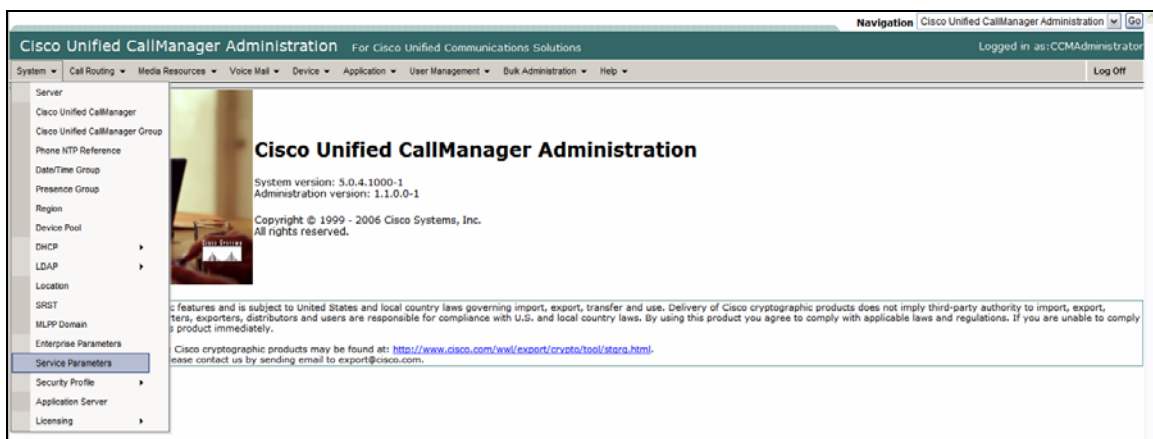 Navigation Cisco Unified CallManager Administration Go
Cisco Unified CallManager Administration For Cisco Unified Communications Solutions
Logged in as:CCMAdministrator
System Call Routing Media Resources Voice Mail Device Application User Management Bulk Administration Help Log Off
Server
Cisco Unified CallManager
Cisco Unified CallManager Group
Phone NTP Reference
Date/Time Group
Presence Group
Region
Device Pool
DHCP
LDAP
Location
SRST
MLPP Domain
Enterprise Parameters
Service Parameters
Security Profile
Application Server
Licensing
Cisco Systems
Cisco Unified CallManager Administration
System version: 5.0.4.1000-1
Administration version: 1.1.0.0-1
Copyright © 1999 - 2006 Cisco Systems, Inc.
All rights reserved.
c features and is subject to United States and local country laws governing import, export, transfer and use. Delivery of Cisco cryptographic products does not imply third-party authority to import, export,
rters, exporters, distributors and users are responsible for compliance with U.S. and local country laws. By using this product you agree to comply with applicable laws and regulations. If you are unable to comply
s product immediately.
Cisco cryptographic products may be found at: http://www.cisco.com/wwl/export/crypto/tool/stqrg.html.
lease contact us by sending email to export@cisco.com.